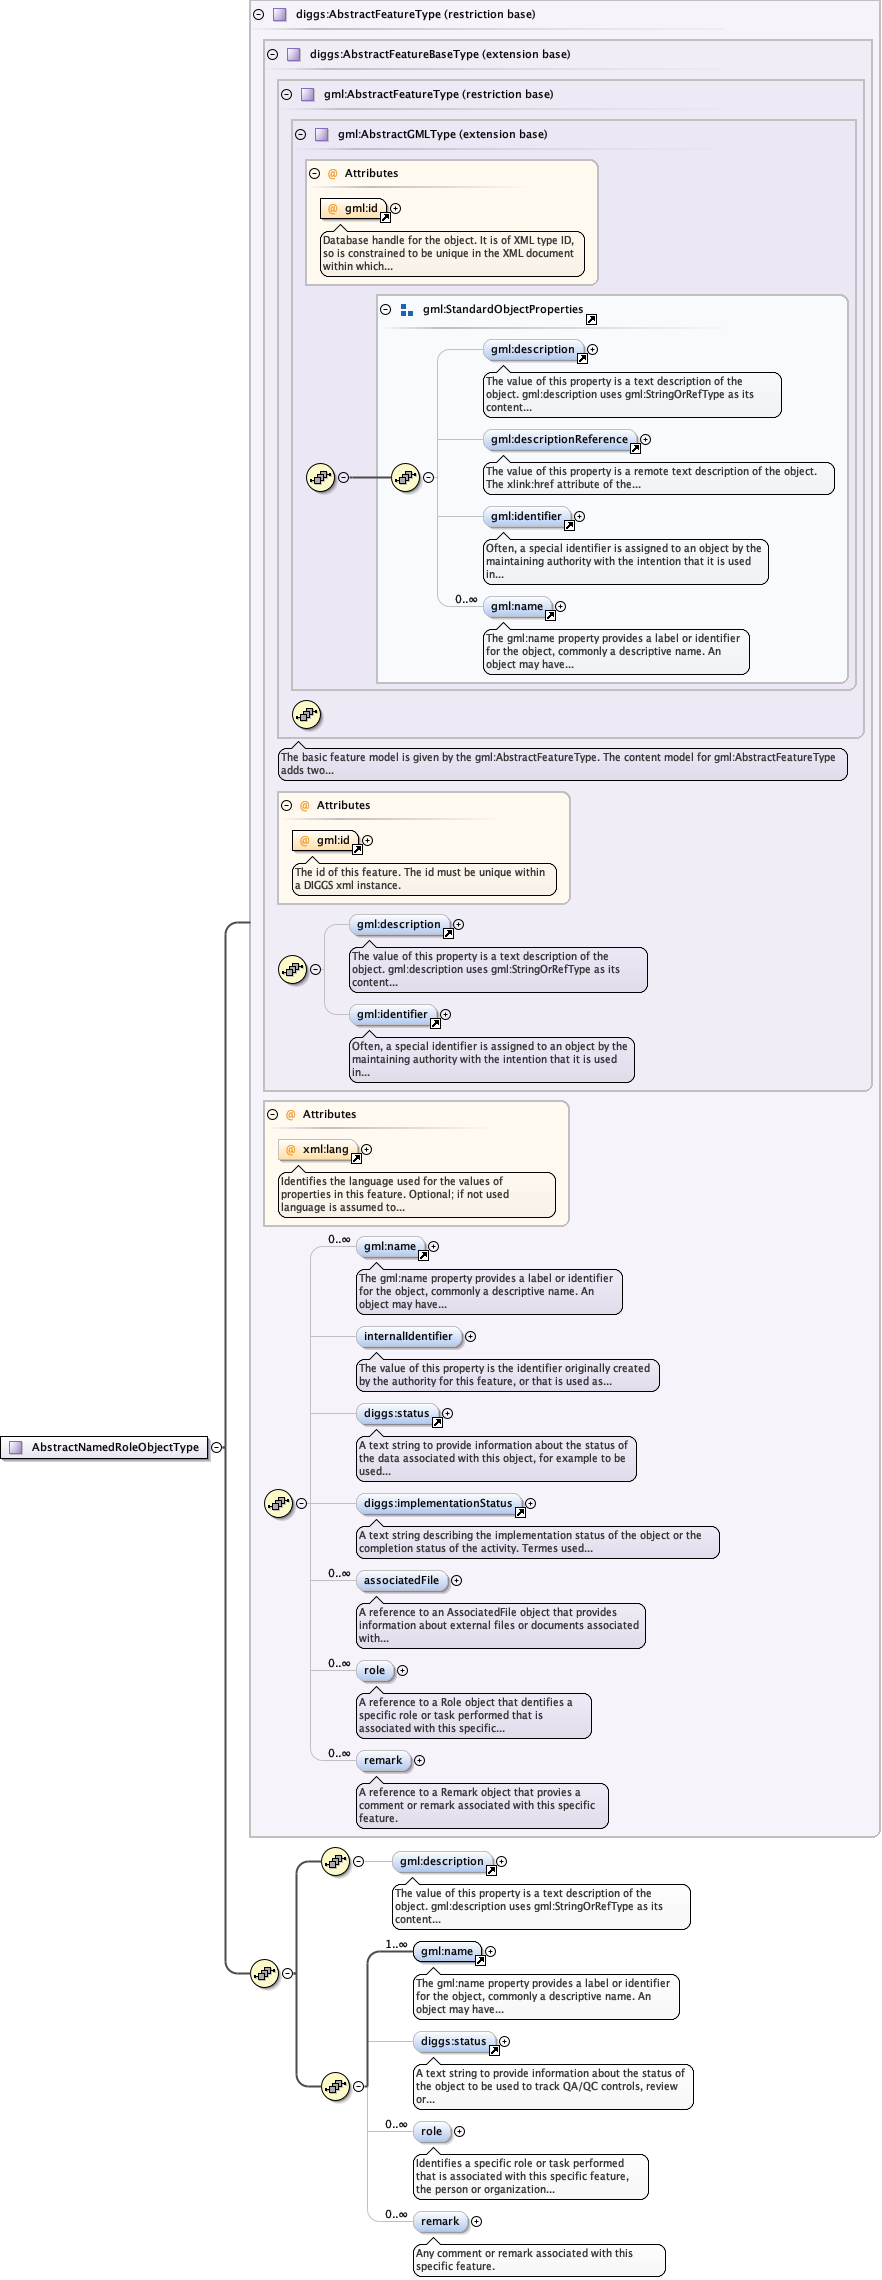 diggs:AbstractFeatureType (restriction base)
diggs:AbstractFeatureBaseType (extension base)
gml:AbstractFeatureType (restriction base)
gml:AbstractGMLType (extension base)
@ Attributes
@ gml:id
Database handle for the object. It is of XML type ID,
so is constrained to be unique in the XML document
within which...
gml:StandardObjectProperties
gml:description
The value of this property is a text description of the
object. gml:description uses gml:StringOrRefType as its
content...
gml:descriptionReference
The value of this property is a remote text description of the object.
The xlink:href attribute of the...
gml:identifier
Often, a special identifier is assigned to an object by the
maintaining authority with the intention that it is used
in...
0..∞
gml:name
The gml:name property provides a label or identifier
for the object, commonly a descriptive name. An
object may have...
The basic feature model is given by the gml:AbstractFeatureType. The content model for gml:AbstractFeatureType
adds two...
@ Attributes
@ gml:id
The id of this feature. The id must be unique within
a DIGGS xml instance.
gml:description
The value of this property is a text description of the
object. gml:description uses gml:StringOrRefType as its
content...
gml:identifier
Often, a special identifier is assigned to an object by the
maintaining authority with the intention that it is used
in...
@ Attributes
@ xml:lang
Identifies the language used for the values of
properties in this feature. Optional; if not used
language is assumed to...
0..∞
gml:name
The gml:name property provides a label or identifier
for the object, commonly a descriptive name. An
object may have...
internalIdentifier
The value of this property is the identifier originally created
by the authority for this feature, or that is used as...
diggs:status
A text string to provide information about the status of
the data associated with this object, for example to be
used...
AbstractNamedRoleObjectType
diggs:implementationStatus
A text string describing the implementation status of the object or the
completion status of the activity. Termes used...
0..∞
associatedFile
A reference to an AssociatedFile object that provides
information about external files or documents associated
with...
0..∞
role
A reference to a Role object that dentifies a
specific role or task performed that is
associated with this specific...
0..∞
remark
A reference to a Remark object that provies a
comment or remark associated with this specific
feature.
gml:description
The value of this property is a text description of the
object. gml:description uses gml:StringOrRefType as its
content...
1..∞
gml:name
The gml:name property provides a label or identifier
for the object, commonly a descriptive name. An
object may have...
diggs:status
A text string to provide information about the status of
the object to be used to track QA/QC controls, review
or...
0..∞
role
Identifies a specific role or task performed
that is associated with this specific feature,
the person or organization...
0..∞
remark
Any comment or remark associated with this
specific feature.